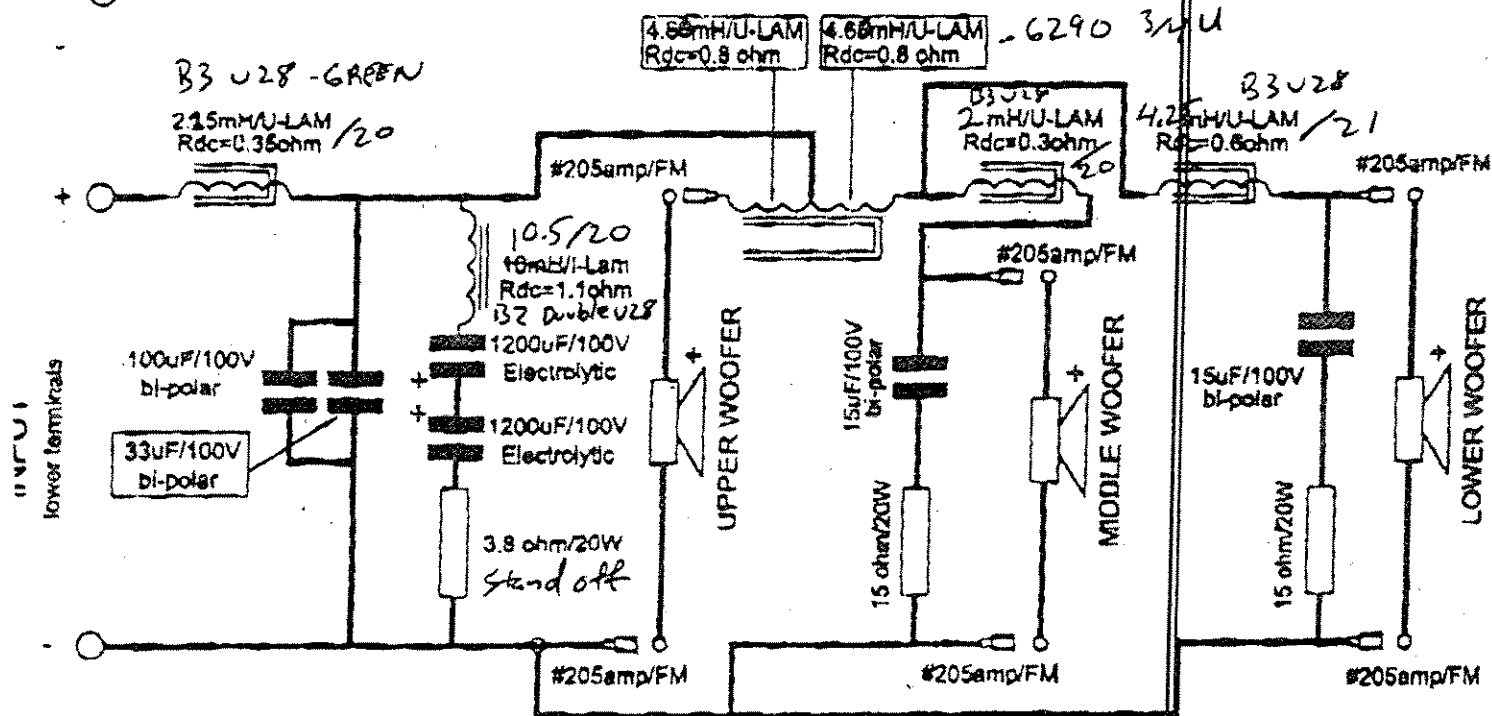 4.68mH/U-LAM
Rdc=0.8 ohm
4.68mH/U-LAM
Rdc=0.8 ohm
- 6290 3/4 U
B3 U28 - GREEN
2.15mH/U-LAM
Rdc=0.35ohm /20
B3 U28
2 mH/U-LAM
Rdc=0.3ohm
/20
B3 U28
4.25mH/U-LAM
Rdc=0.6ohm /21
#205amp/FM
#205amp/FM
+
10.5/20
10mH/I-Lam
Rdc=1.1ohm
B2 Double U28
#205amp/FM
100uF/100V
bi-polar
33uF/100V
bi-polar
1200uF/100V
Electrolytic
+
+
1200uF/100V
Electrolytic
3.8 ohm/20W
stand off
+
UPPER WOOFER
15uF/100V
bi-polar
15 ohm/20W
+
MIDDLE WOOFER
15uF/100V
bi-polar
15 ohm/20W
+
LOWER WOOFER
lower terminals
-
#205amp/FM
#205amp/FM
#205amp/FM